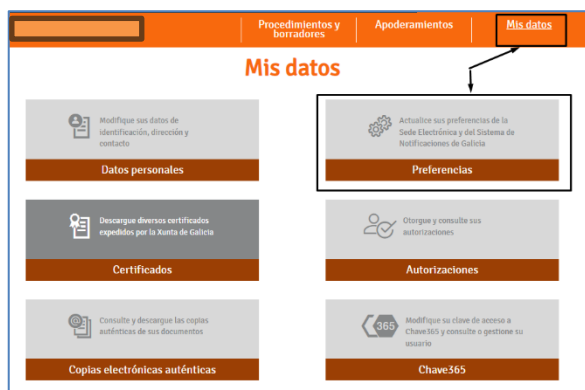 Procedimientos y
borradores
Apoderamientos
Mis datos
Mis datos
Modifique sus datos de
identificación, dirección y
contacto
Datos personales
Actualice sus preferencias de la
Sede Electrónica y del Sistema de
Notificaciones de Galicia
Preferencias
Descargue diversos certificados
expedidos por la Xunta de Galicia
Certificados
Otorgue y consulte sus
autorizaciones
Autorizaciones
Consulte y descargue las copias
auténticas de sus documentos
Copias electrónicas auténticas
365
Modifique su clave de acceso a
Chave365 y consulte o gestione su
usuario
Chave365